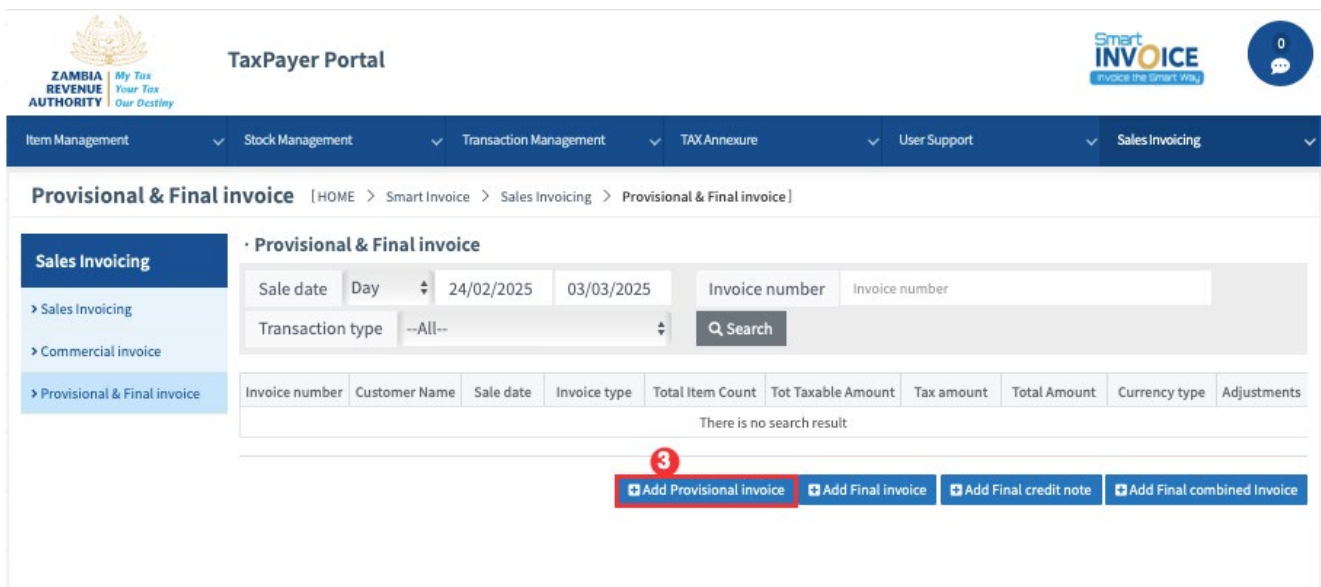 TaxPayer Portal
ZAMBIA
REVENUE
AUTHORITY
My Tax
Your Tax
Our Destiny
Smart
INVOICE
Invoice the Smart Way
0
Item Management
Stock Management
Transaction Management
TAX Annexure
User Support
Sales Invoicing
Provisional & Final invoice [HOME > Smart Invoice > Sales Invoicing > Provisional & Final invoice]
Sales Invoicing
> Sales Invoicing
> Commercial invoice
> Provisional & Final invoice
· Provisional & Final invoice
Sale date Day 24/02/2025 03/03/2025 Invoice number Invoice number
Transaction type --All-- Search
Invoice number Customer Name Sale date Invoice type Total Item Count Tot Taxable Amount Tax amount Total Amount Currency type Adjustments
There is no search result
3
Add Provisional invoice Add Final invoice Add Final credit note Add Final combined Invoice